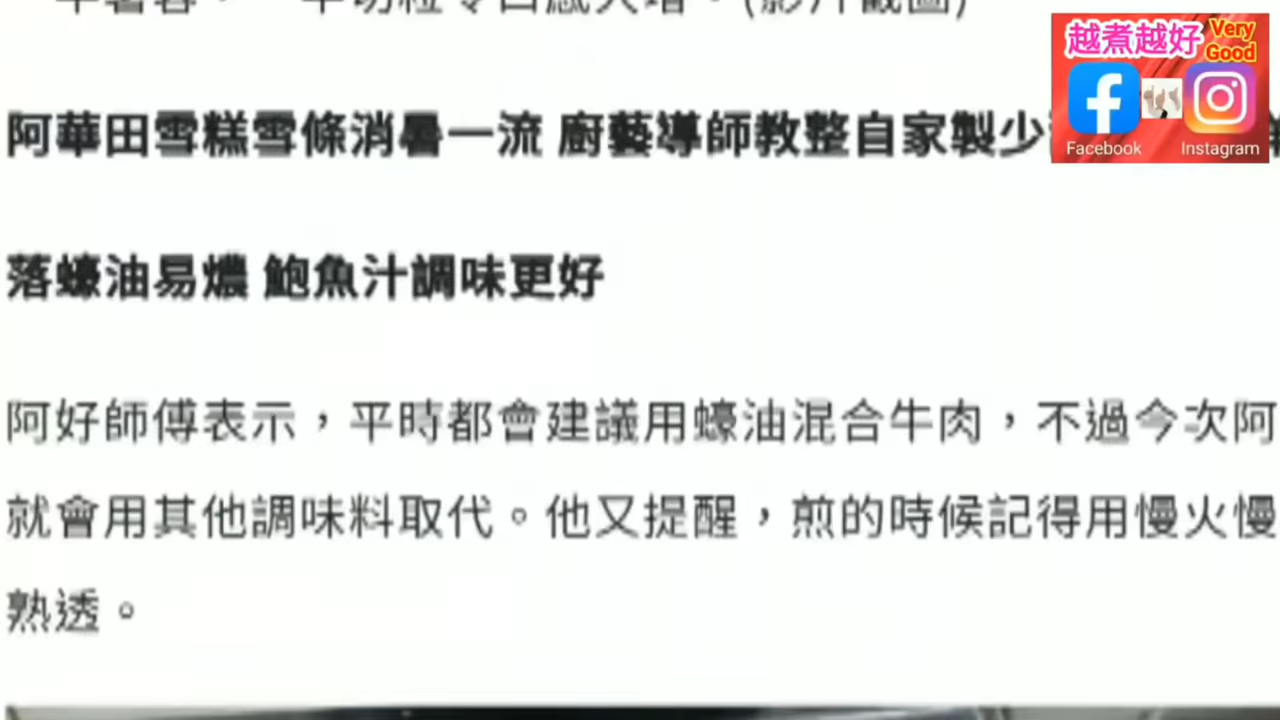 (影片截圖)
越煮越好 Very Good
Facebook Instagram
阿華田雪糕雪條消暑一流 廚藝導師教整自家製少
落蠔油易燶 鮑魚汁調味更好
阿好師傅表示，平時都會建議用蠔油混合牛肉，不過今次阿
就會用其他調味料取代。他又提醒，煎的時候記得用慢火慢
熟透。